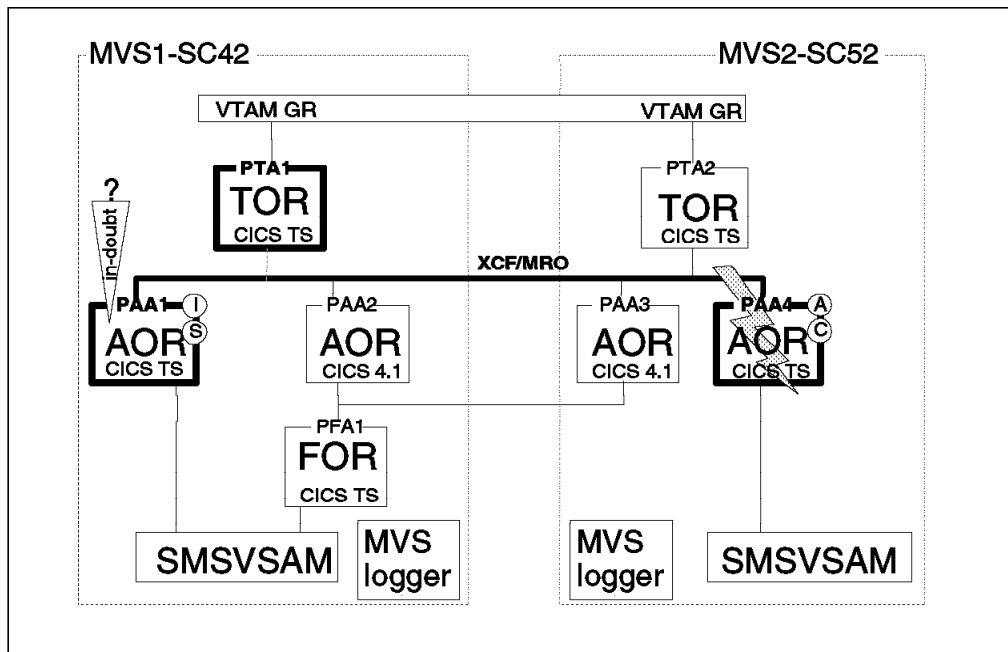 MVS1-SC42
MVS2-SC52
VTAM GR
VTAM GR
PTA1
TOR
CICS TS
PTA2
TOR
CICS TS
in-doubt ?
XCF/MRO
PAA1
I
S
AOR
CICS TS
PAA2
AOR
CICS 4.1
PAA3
AOR
CICS 4.1
PAA4
A
C
AOR
CICS TS
PFA1
FOR
CICS TS
SMSVSAM
MVS
logger
MVS
logger
SMSVSAM